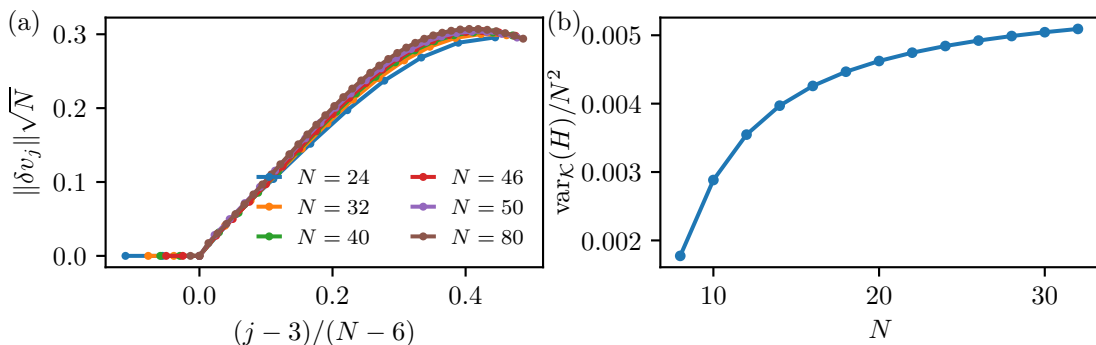 (a)
∥δv_j∥√N
0.3
0.2
0.1
0.0
N = 24
N = 32
N = 40
N = 46
N = 50
N = 80
0.0 0.2 0.4
(j − 3)/(N − 6)
(b)
var_𝒦(H)/N²
0.005
0.004
0.003
0.002
10 20 30
N